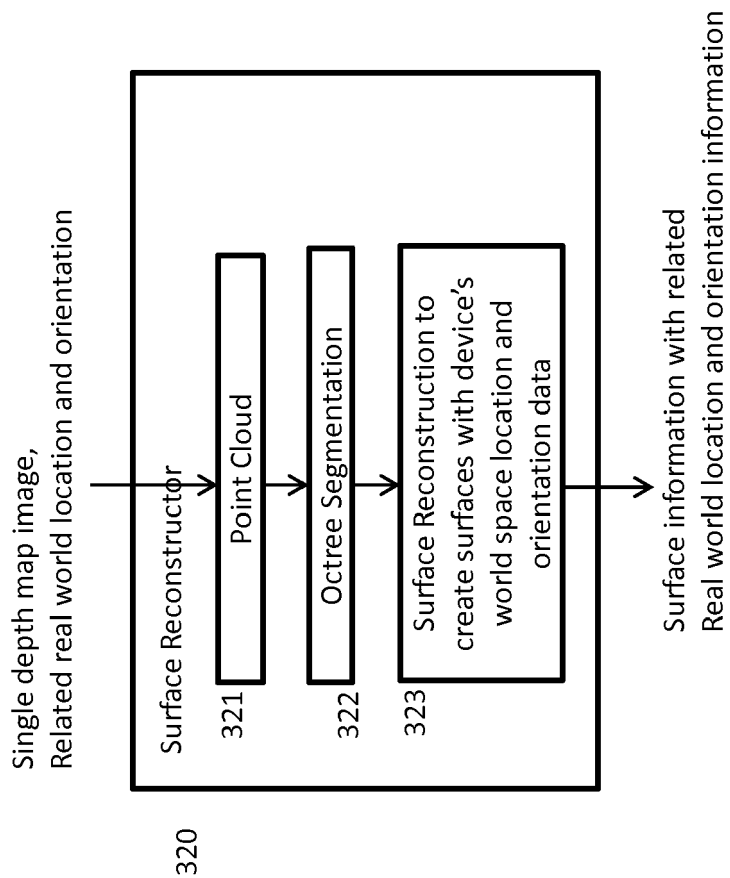 Single depth map image,
Related real world location and orientation
320
Surface Reconstructor
321
Point Cloud
322
Octree Segmentation
323
Surface Reconstruction to
create surfaces with device's
world space location and
orientation data
Surface information with related
Real world location and orientation information